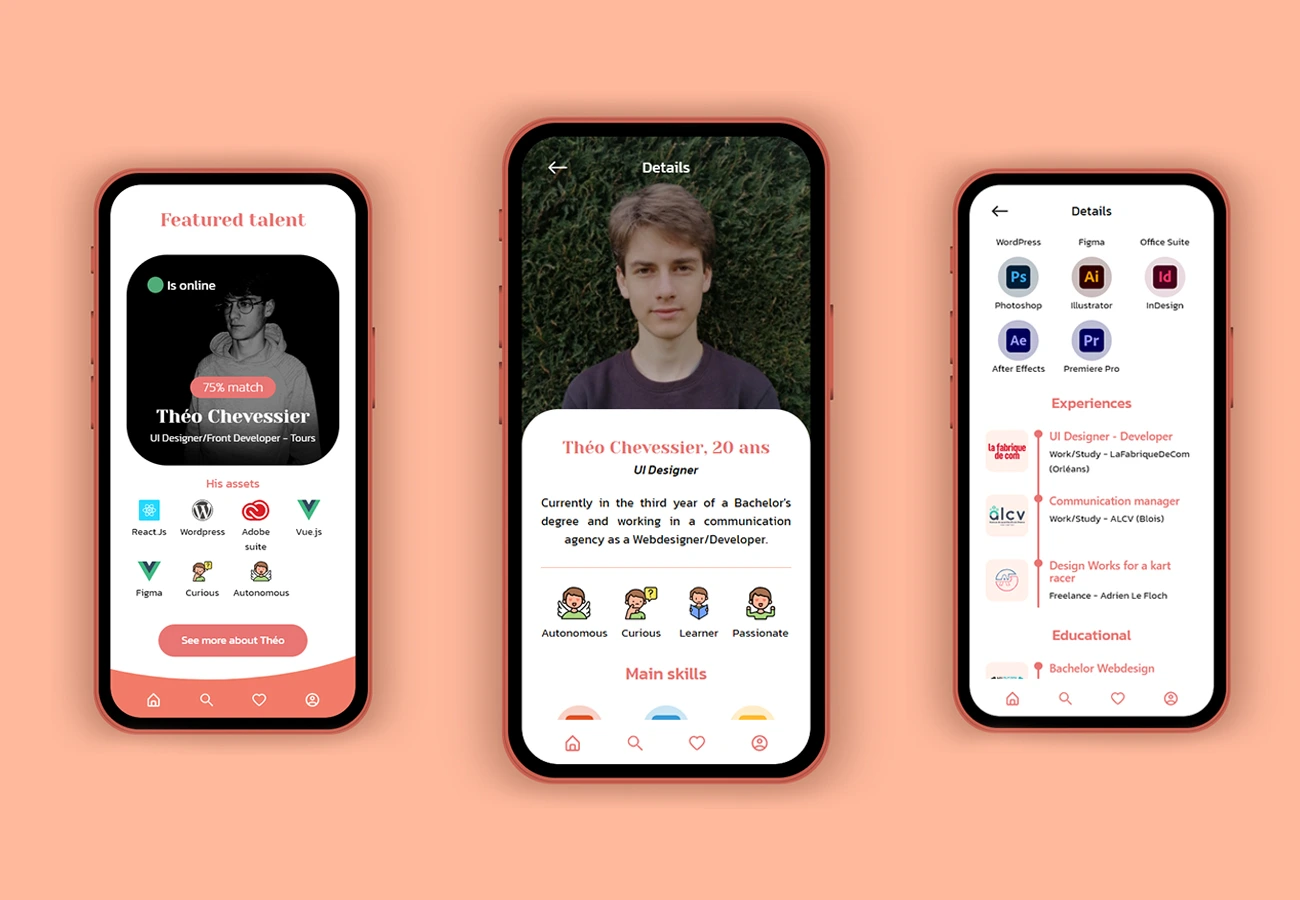 Featured talent
Is online
75% match
Théo Chevessier
UI Designer/Front Developer - Tours
His assets
ReactJs
Wordpress
Adobe
suite
Vue.js
Figma
Curious
Autonomous
See more about Théo
Details
Théo Chevessier, 20 ans
UI Designer
Currently in the third year of a Bachelor's
degree and working in a communication
agency as a Webdesigner/Developer.
Autonomous
Curious
Learner
Passionate
Main skills
Details
WordPress
Figma
Office Suite
Ps
Ai
Id
Photoshop
Illustrator
InDesign
Ae
Pr
After Effects
Premiere Pro
Experiences
la fabrique
de com
UI Designer - Developer
Work/Study - LaFabriqueDeCom
(Orléans)
alcv
Communication manager
Work/Study - ALCV (Blois)
Design Works for a kart
racer
Freelance - Adrien Le Floch
Educational
Bachelor Webdesign